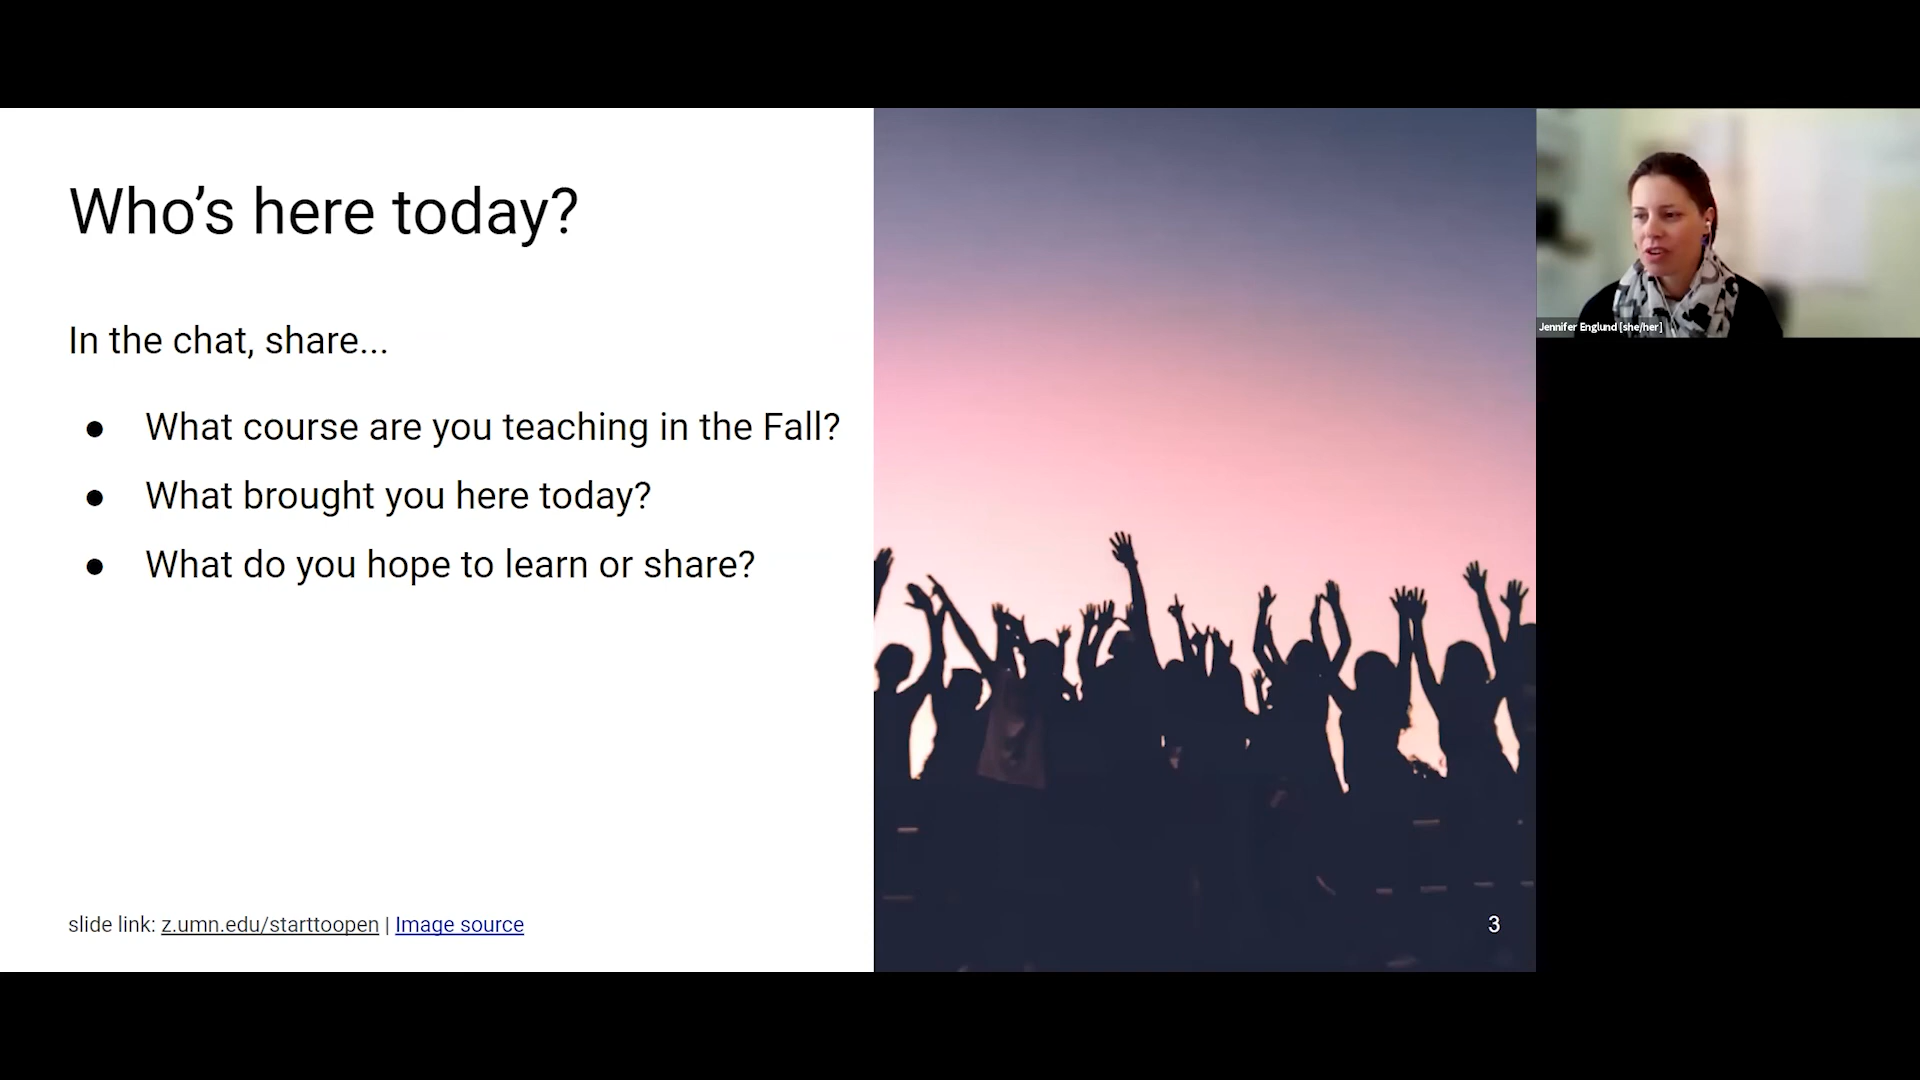 Who’s here today?
In the chat, share...
● What course are you teaching in the Fall?
● What brought you here today?
● What do you hope to learn or share?
slide link: z.umn.edu/starttoopen | Image source
3
Jennifer Englund [she/her]